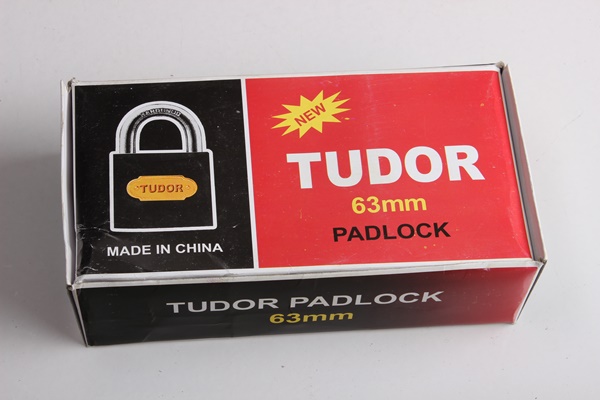 TUDOR
MADE IN CHINA
NEW
TUDOR
63mm
PADLOCK
TUDOR PADLOCK
63mm